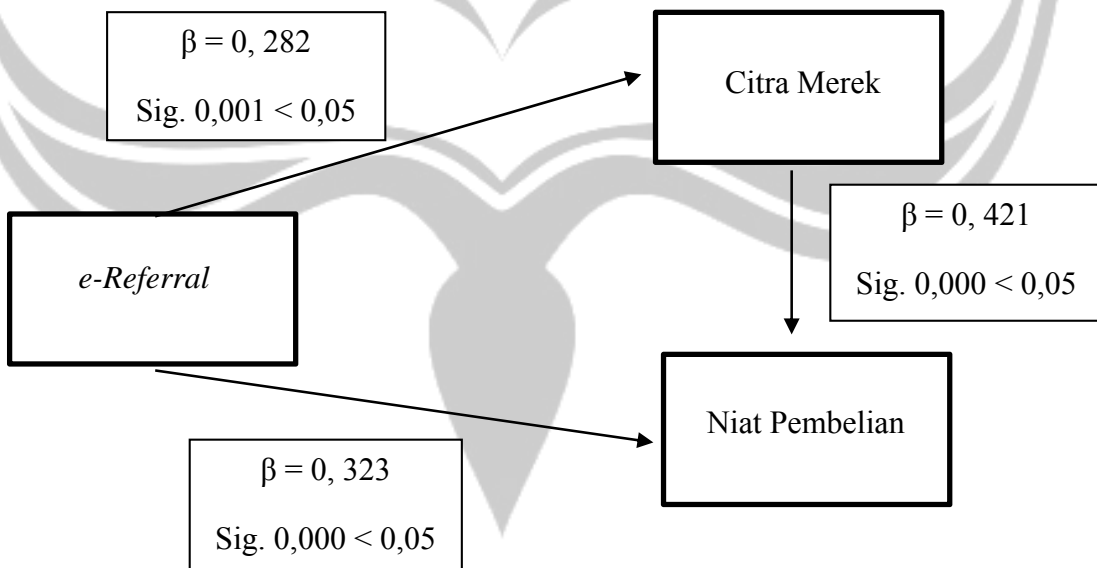 β = 0, 282
Sig. 0,001 < 0,05
Citra Merek
e-Referral
β = 0, 421
Sig. 0,000 < 0,05
Niat Pembelian
β = 0, 323
Sig. 0,000 < 0,05